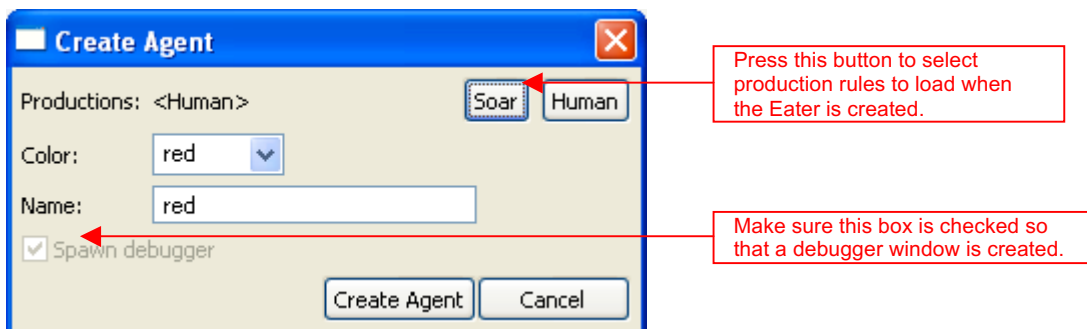 Create Agent
Productions: <Human> Soar Human
Press this button to select
production rules to load when
the Eater is created.
Color: red
Name: red
Make sure this box is checked so
that a debugger window is created.
Spawn debugger
Create Agent Cancel